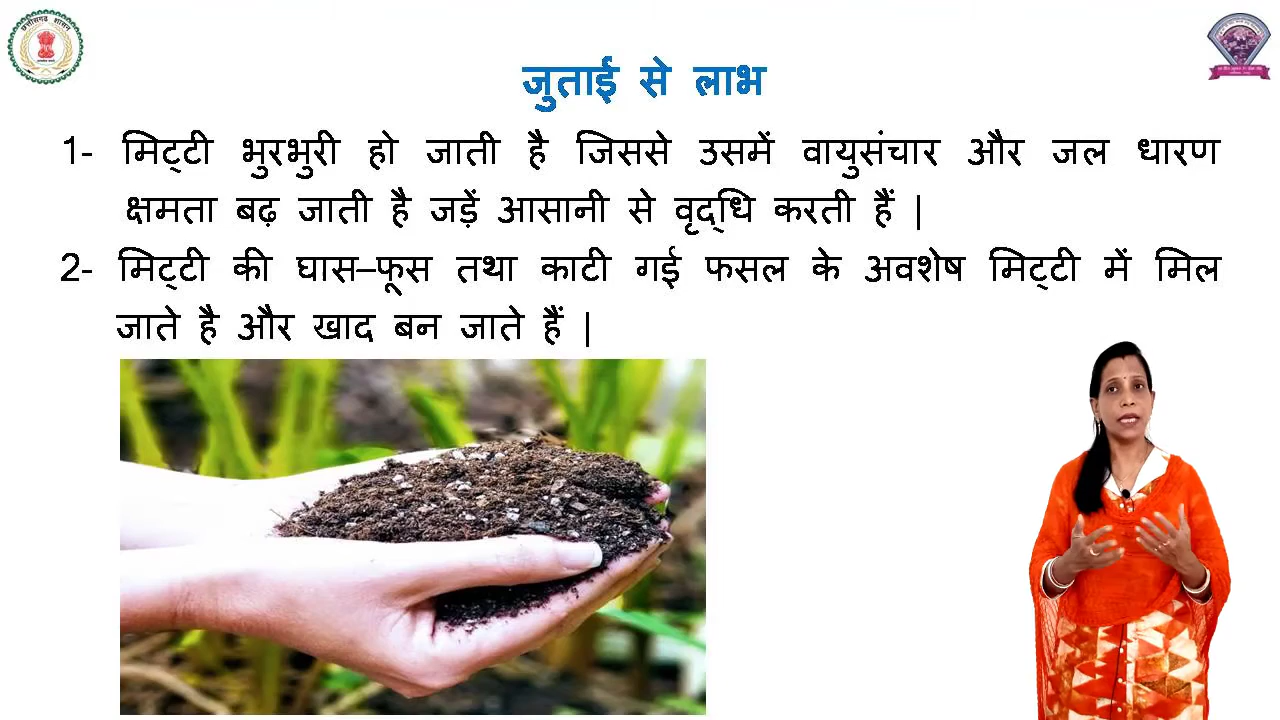 जुताई से लाभ
1- मिट्टी भुरभुरी हो जाती है जिससे उसमें वायुसंचार और जल धारण
क्षमता बढ़ जाती है जड़ें आसानी से वृद्धि करती हैं |
2- मिट्टी की घास–फूस तथा काटी गई फसल के अवशेष मिट्टी में मिल
जाते है और खाद बन जाते हैं |